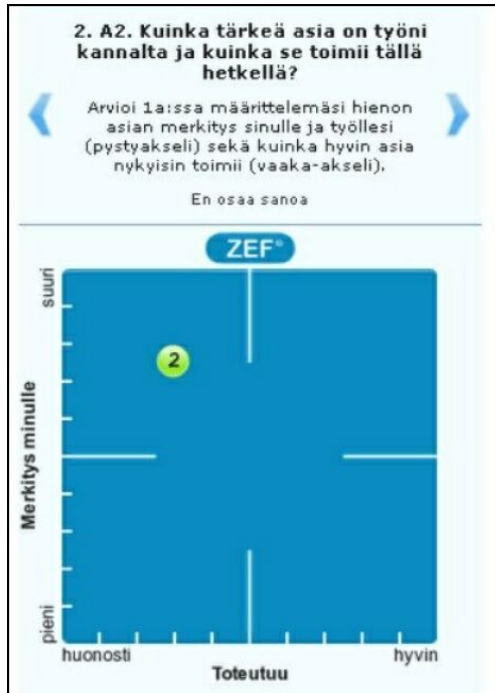 2. A2. Kuinka tärkeä asia on työni
kannalta ja kuinka se toimii tällä
hetkellä?
Arvioi 1a:ssa määrittelemäsi hienon
asian merkitys sinulle ja työllesi
(pystyakseli) sekä kuinka hyvin asia
nykyisin toimii (vaaka-akseli).
En osaa sanoa
ZEF®
suuri
2
Merkitys minulle
pieni
huonosti
hyvin
Toteutuu